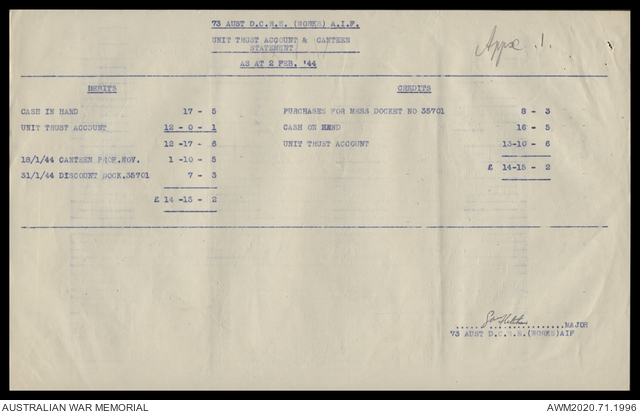 73 AUST D.C.R.E. (WORKS) A.I.F.
UNIT TRUST ACCOUNT & CANTEEN
STATEMENT
AS AT 2 FEB. '44
Appx .1.
DEBITS CREDITS
CASH IN HAND 17 - 5 PURCHASES FOR MESS DOCKET NO 35701 8 - 3
UNIT TRUST ACCOUNT 12 -0 - 1 CASH ON HAND 16 - 5
12 -17 - 6 UNIT TRUST ACCOUNT 13-10 - 6
18/1/44 CANTEEN PROF.NOV. 1 -10 - 5 £ 14-15 - 2
31/1/44 DISCOUNT DOCK.35701 7 - 3
£ 14 -15 - 2
MAJOR
73 AUST D.C.R.E.(WORKS)AIF
AUSTRALIAN WAR MEMORIAL AWM2020.71.1996